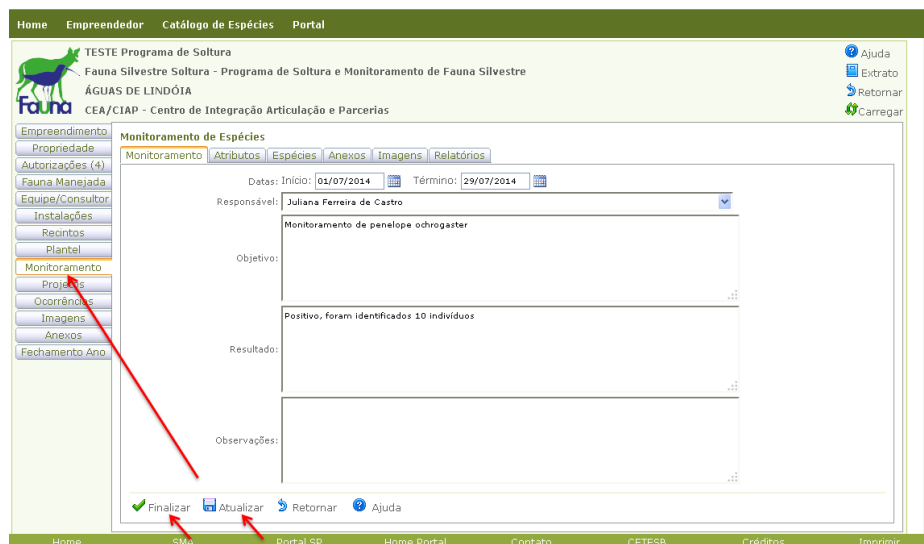 Home Empreendedor Catálogo de Espécies Portal
TESTE Programa de Soltura
Fauna Silvestre Soltura - Programa de Soltura e Monitoramento de Fauna Silvestre
ÁGUAS DE LINDÓIA
CEA/CIAP - Centro de Integração Articulação e Parcerias
Fauna
Ajuda
Extrato
Retornar
Carregar
Empreendimento
Propriedade
Autorizações (4)
Fauna Manejada
Equipe/Consultor
Instalações
Recintos
Plantel
Monitoramento
Projetos
Ocorrências
Imagens
Anexos
Fechamento Ano
Monitoramento de Espécies
Monitoramento Atributos Espécies Anexos Imagens Relatórios
Datas: Início: 01/07/2014 Término: 29/07/2014
Responsável: Juliana Ferreira de Castro
Objetivo: Monitoramento de penelope ochrogaster
Resultado: Positivo, foram identificados 10 indivíduos
Observações:
Finalizar Atualizar Retornar Ajuda
Home SMA Portal SP Home Portal Contato CETESB Créditos Imprimir